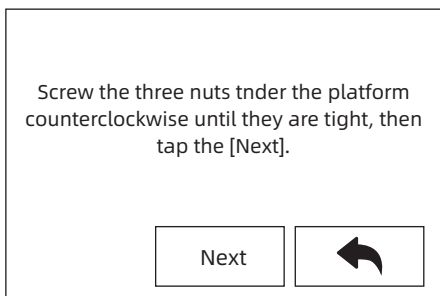 Screw the three nuts tnder the platform
counterclockwise until they are tight, then
tap the [Next].
Next